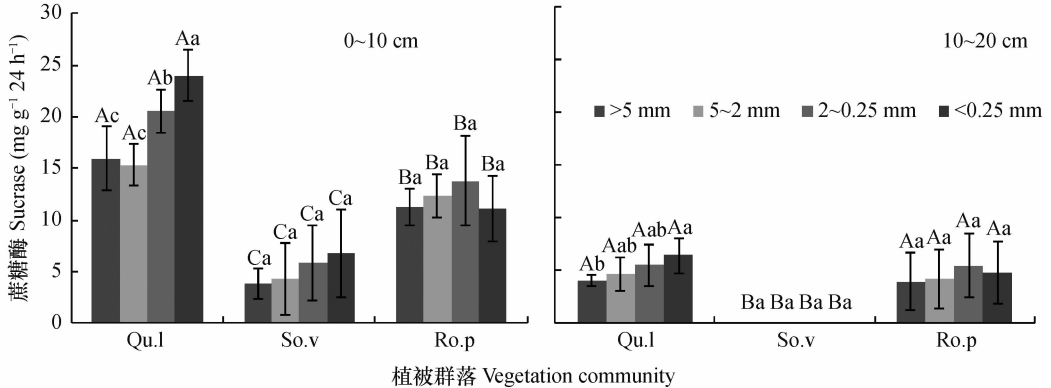 蔗糖酶 Sucrase (mg g⁻¹ 24 h⁻¹)
30
25
20
15
10
5
0
0~10 cm
Ac
Ac
Ab
Aa
Ca
Ca
Ca
Ca
Ba
Ba
Ba
Ba
Qu.l
So.v
Ro.p
10~20 cm
>5 mm
5~2 mm
2~0.25 mm
<0.25 mm
Ab
Aab
Aab
Aa
Ba Ba Ba Ba
Aa
Aa
Aa
Aa
Qu.l
So.v
Ro.p
植被群落 Vegetation community